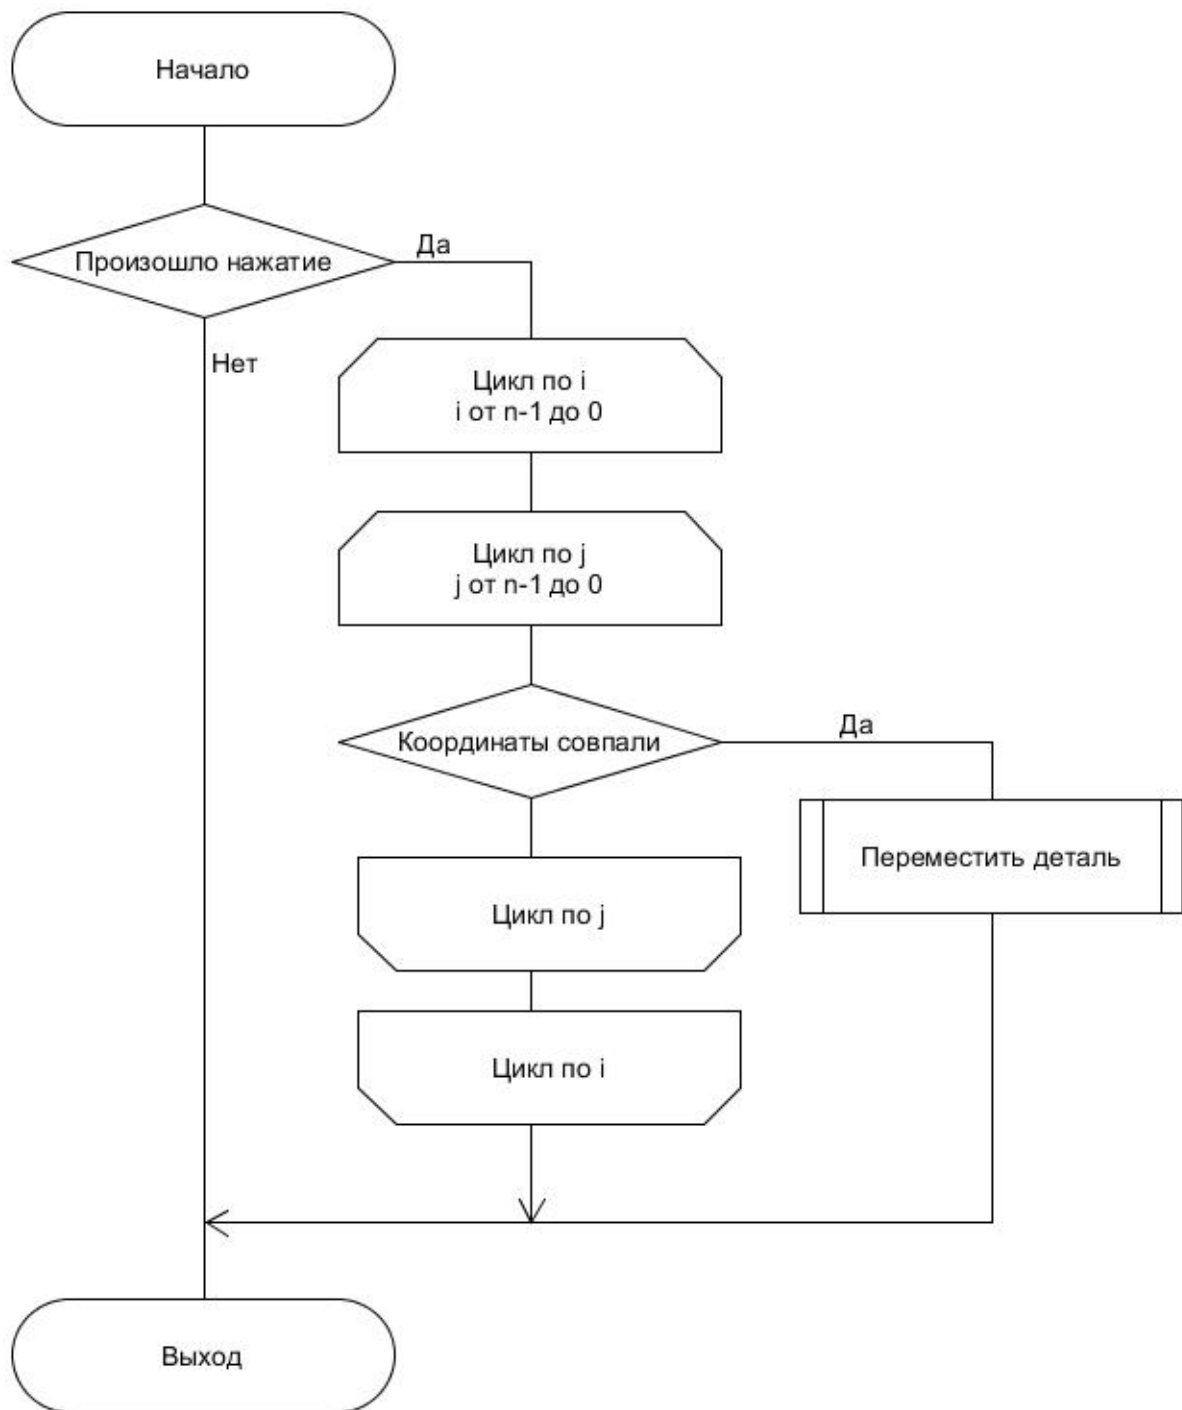 Начало
Произошло нажатие
Да
Нет
Цикл по i
i от n-1 до 0
Цикл по j
j от n-1 до 0
Координаты совпали
Да
Переместить деталь
Цикл по j
Цикл по i
Выход